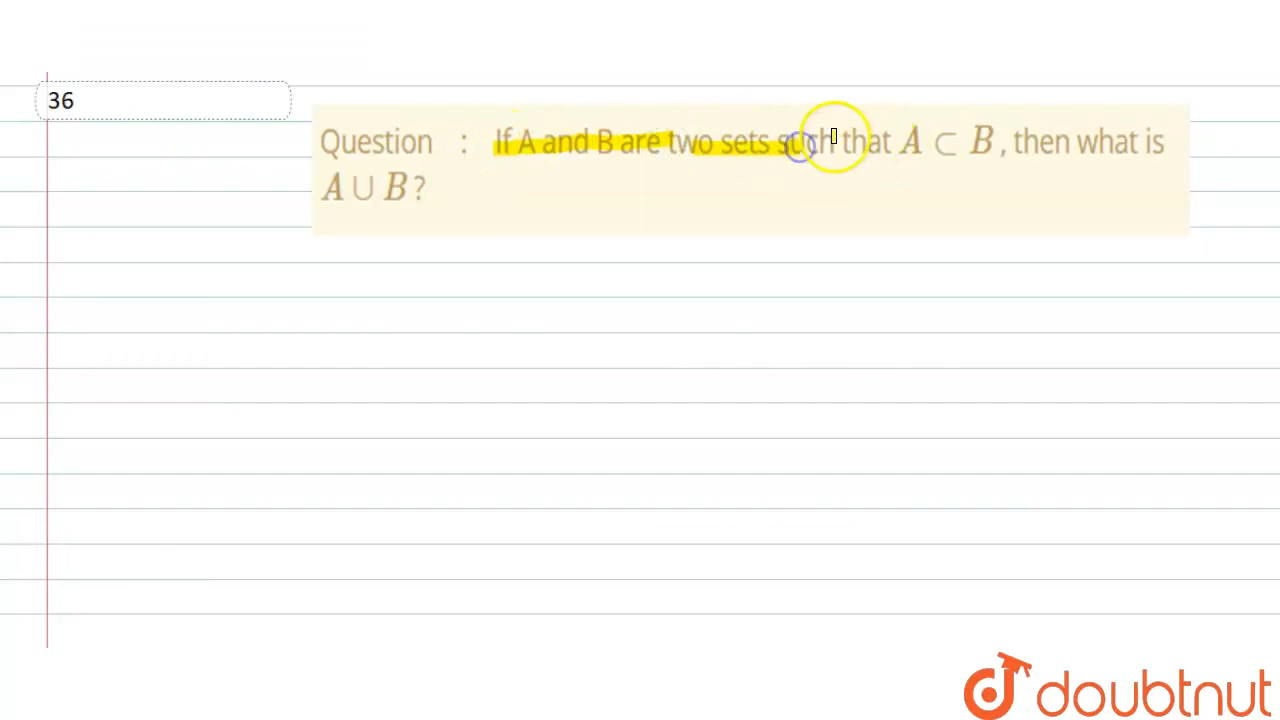 36
Question : If A and B are two sets such that A ⊂ B, then what is
A ∪ B ?
doubtnut